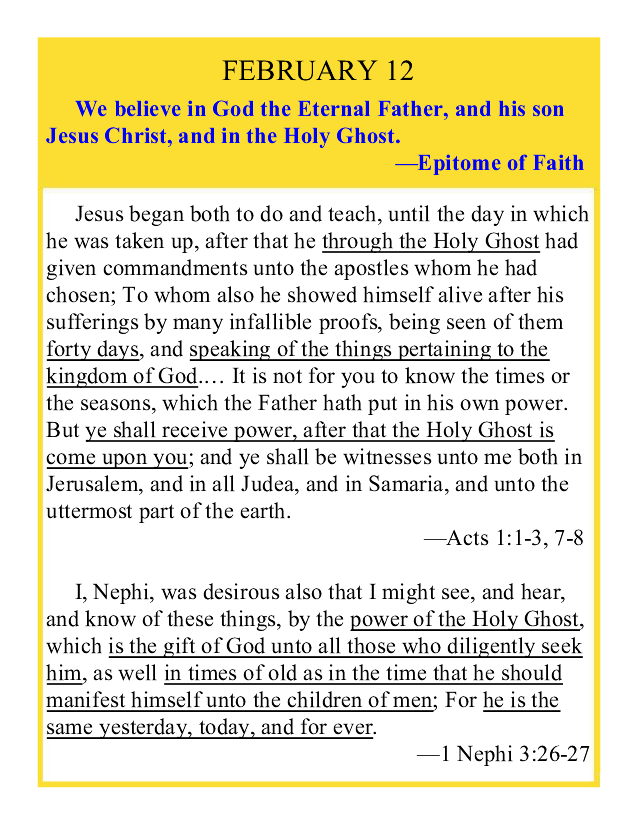 FEBRUARY 12
We believe in God the Eternal Father, and his son
Jesus Christ, and in the Holy Ghost.
—Epitome of Faith
Jesus began both to do and teach, until the day in which
he was taken up, after that he through the Holy Ghost had
given commandments unto the apostles whom he had
chosen; To whom also he showed himself alive after his
sufferings by many infallible proofs, being seen of them
forty days, and speaking of the things pertaining to the
kingdom of God.… It is not for you to know the times or
the seasons, which the Father hath put in his own power.
But ye shall receive power, after that the Holy Ghost is
come upon you; and ye shall be witnesses unto me both in
Jerusalem, and in all Judea, and in Samaria, and unto the
uttermost part of the earth.
—Acts 1:1-3, 7-8
I, Nephi, was desirous also that I might see, and hear,
and know of these things, by the power of the Holy Ghost,
which is the gift of God unto all those who diligently seek
him, as well in times of old as in the time that he should
manifest himself unto the children of men; For he is the
same yesterday, today, and for ever.
—1 Nephi 3:26-27